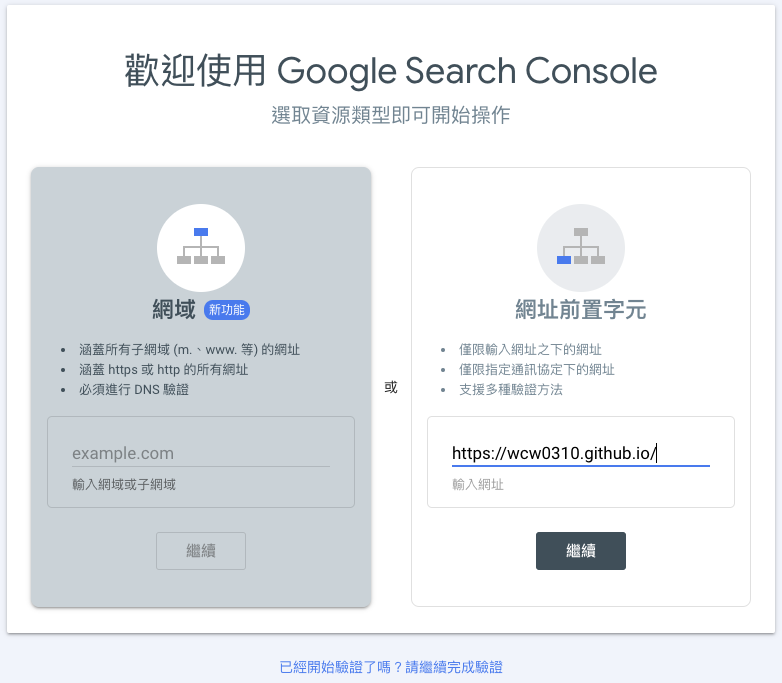 歡迎使用 Google Search Console
選取資源類型即可開始操作
網域 新功能
• 涵蓋所有子網域 (m.、www. 等) 的網址
• 涵蓋 https 或 http 的所有網址
• 必須進行 DNS 驗證
example.com
輸入網域或子網域
繼續
或
網址前置字元
• 僅限輸入網址之下的網址
• 僅限指定通訊協定下的網址
• 支援多種驗證方法
https://wcw0310.github.io/
輸入網址
繼續
已經開始驗證了嗎？請繼續完成驗證